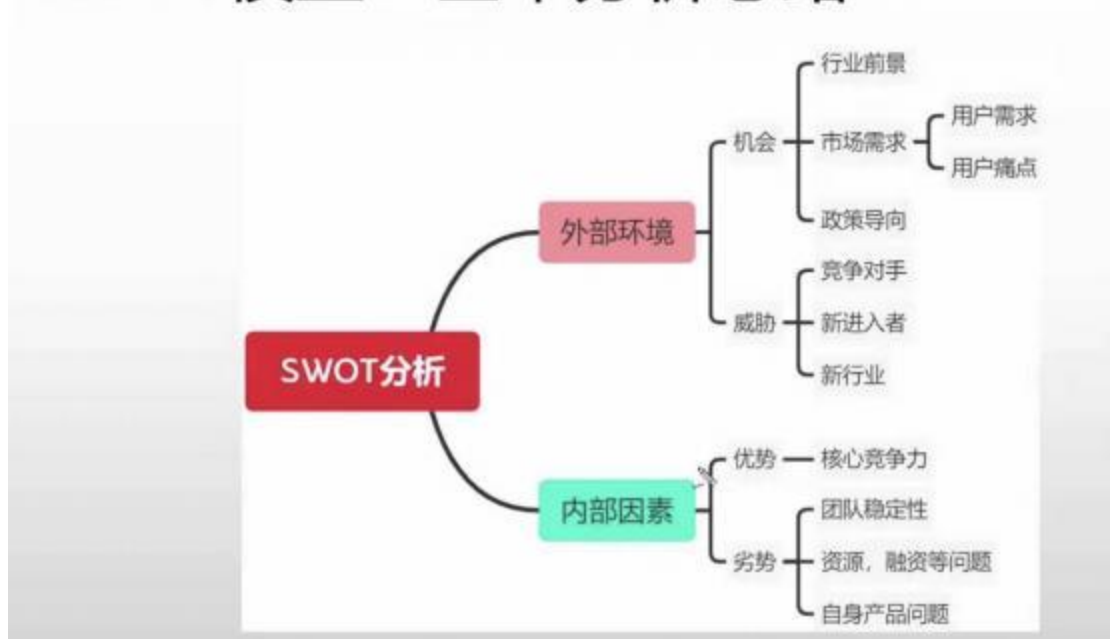 行业前景
用户需求
机会
市场需求
用户痛点
政策导向
外部环境
竞争对手
威胁
新进入者
新行业
SWOT分析
优势
核心竞争力
内部因素
团队稳定性
劣势
资源，融资等问题
自身产品问题